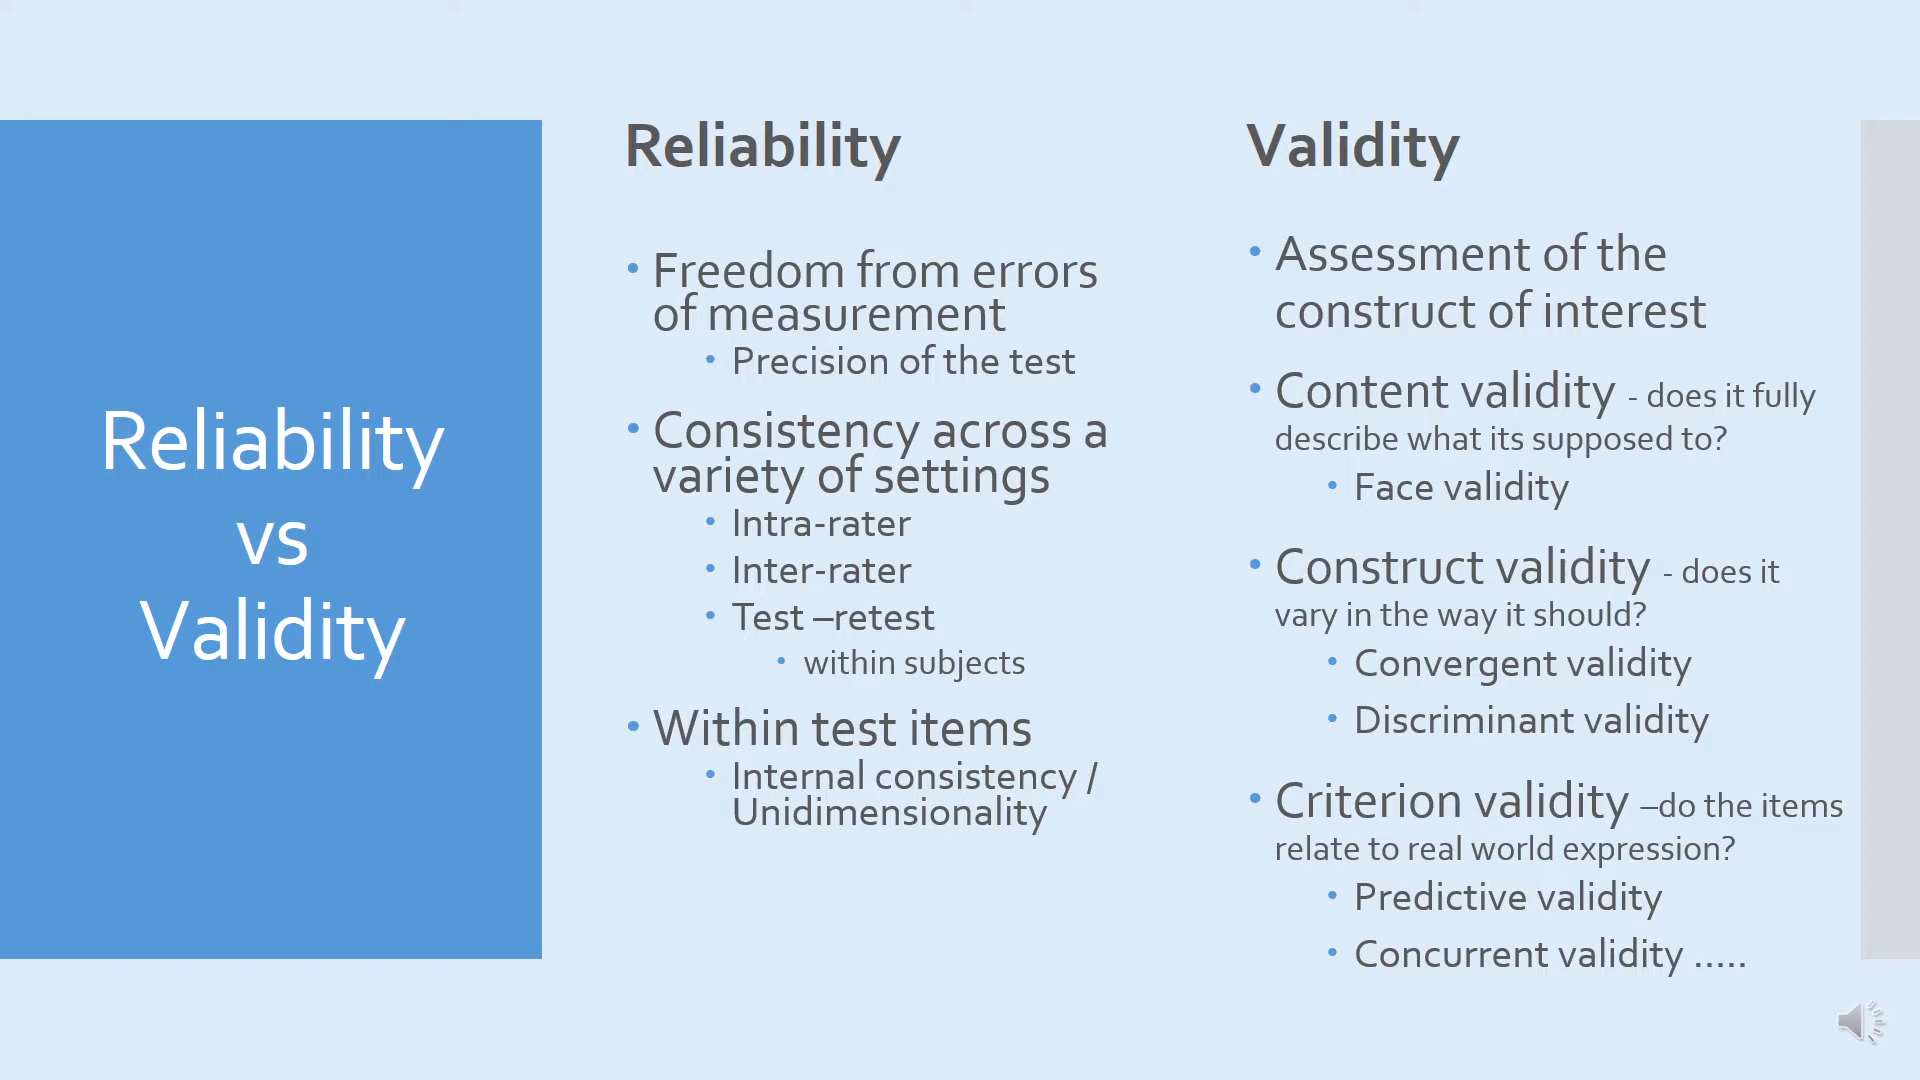 Reliability
vs
Validity
Reliability
• Freedom from errors
of measurement
• Precision of the test
• Consistency across a
variety of settings
• Intra-rater
• Inter-rater
• Test –retest
• within subjects
• Within test items
• Internal consistency /
Unidimensionality
Validity
• Assessment of the
construct of interest
• Content validity - does it fully
describe what its supposed to?
• Face validity
• Construct validity - does it
vary in the way it should?
• Convergent validity
• Discriminant validity
• Criterion validity –do the items
relate to real world expression?
• Predictive validity
• Concurrent validity .....